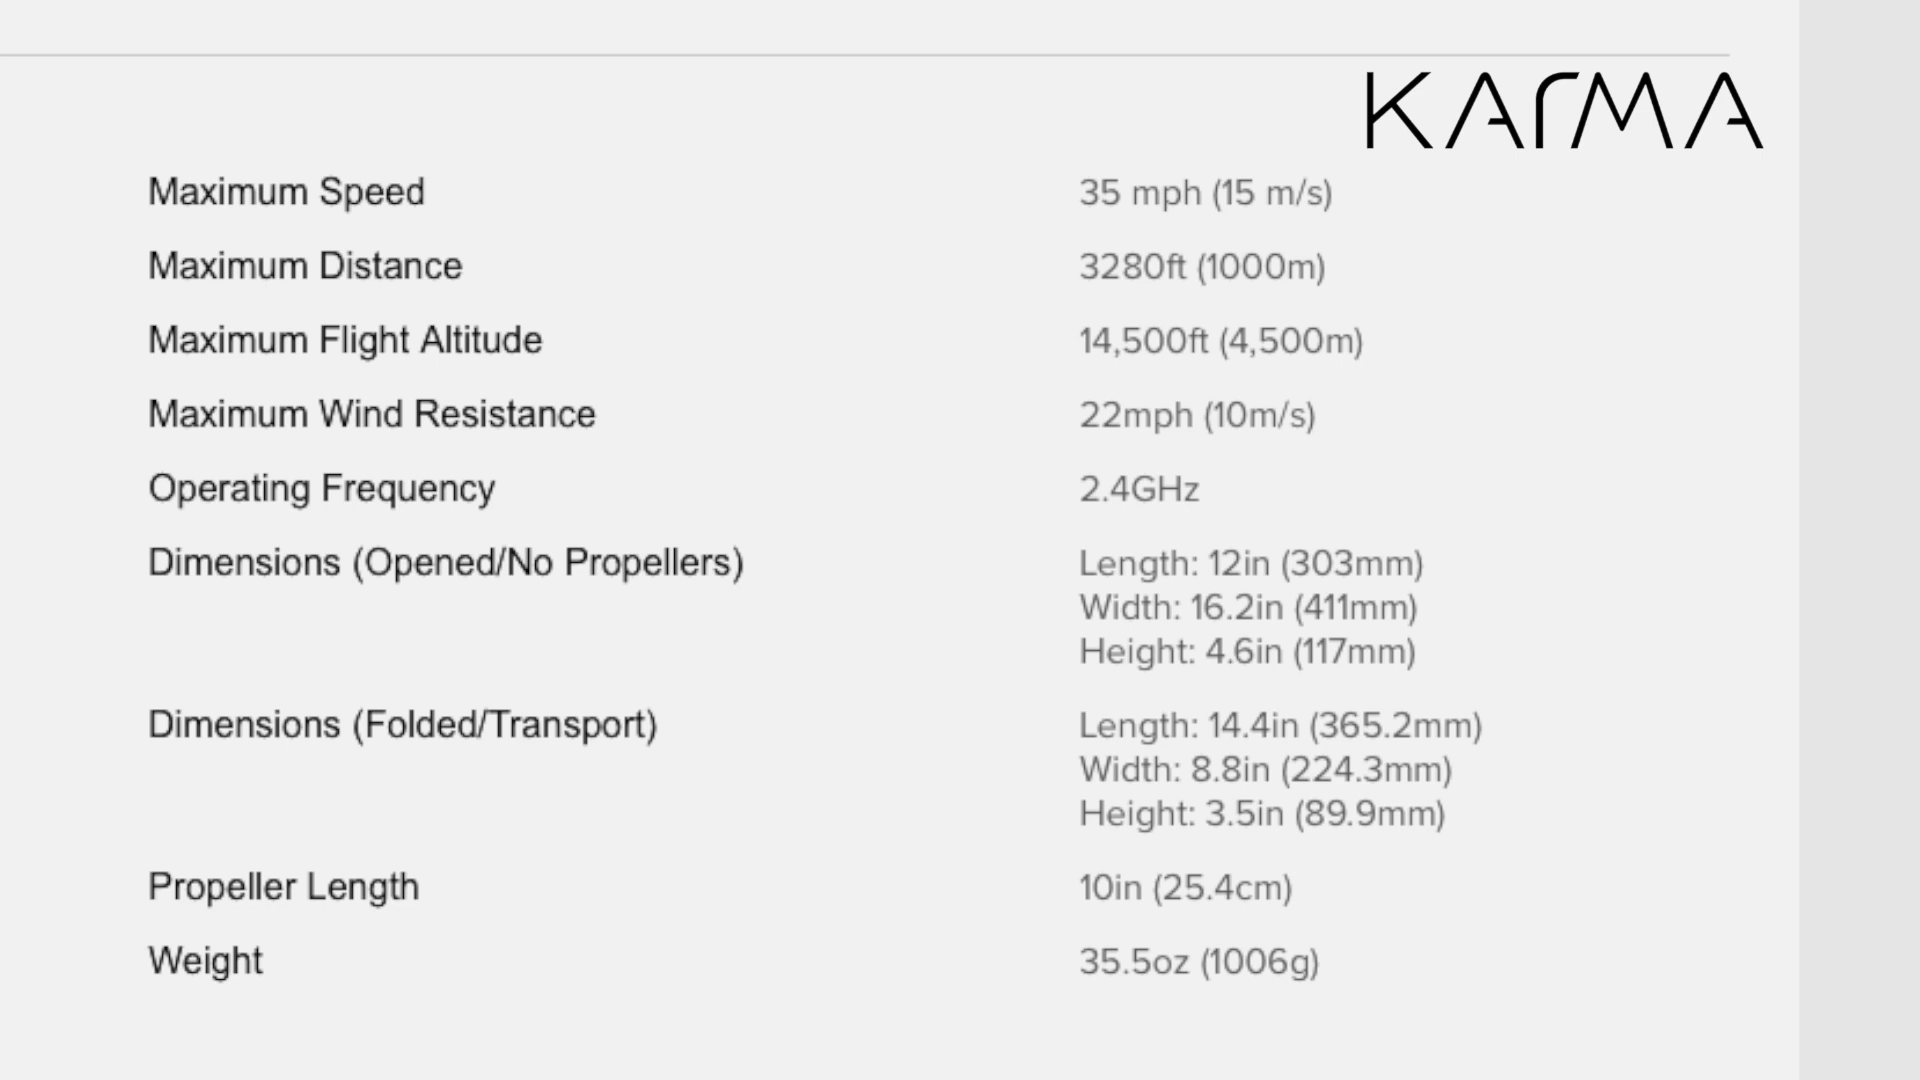 KARMA
Maximum Speed 35 mph (15 m/s)
Maximum Distance 3280ft (1000m)
Maximum Flight Altitude 14,500ft (4,500m)
Maximum Wind Resistance 22mph (10m/s)
Operating Frequency 2.4GHz
Dimensions (Opened/No Propellers) Length: 12in (303mm)
Width: 16.2in (411mm)
Height: 4.6in (117mm)
Dimensions (Folded/Transport) Length: 14.4in (365.2mm)
Width: 8.8in (224.3mm)
Height: 3.5in (89.9mm)
Propeller Length 10in (25.4cm)
Weight 35.5oz (1006g)